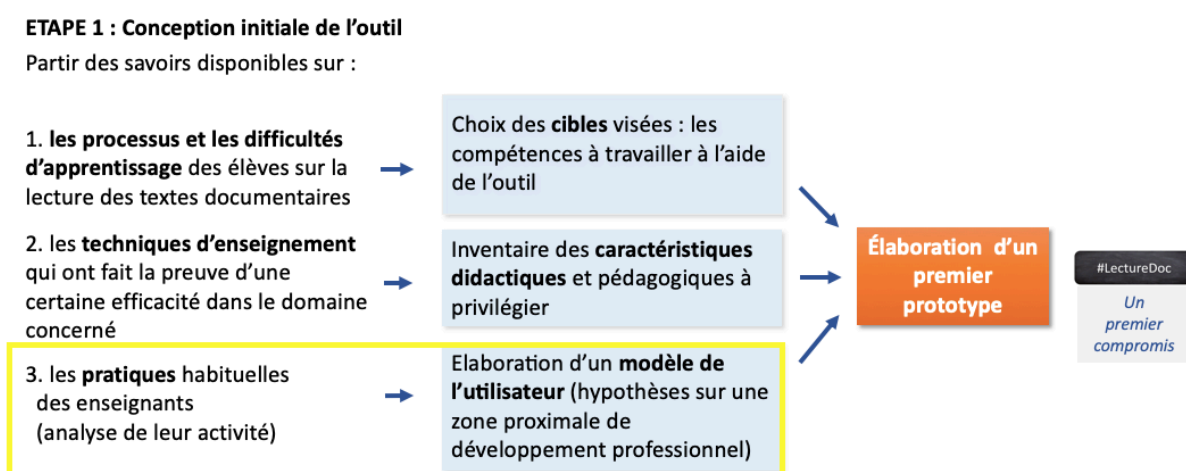 ETAPE 1 : Conception initiale de l’outil
Partir des savoirs disponibles sur :
1. les processus et les difficultés
d’apprentissage des élèves sur la
lecture des textes documentaires
Choix des cibles visées : les
compétences à travailler à l’aide
de l’outil
2. les techniques d’enseignement
qui ont fait la preuve d’une
certaine efficacité dans le domaine
concerné
Inventaire des caractéristiques
didactiques et pédagogiques à
privilégier
3. les pratiques habituelles
des enseignants
(analyse de leur activité)
Elaboration d’un modèle de
l’utilisateur (hypothèses sur une
zone proximale de
développement professionnel)
Élaboration d’un
premier
prototype
#LectureDoc
Un
premier
compromis